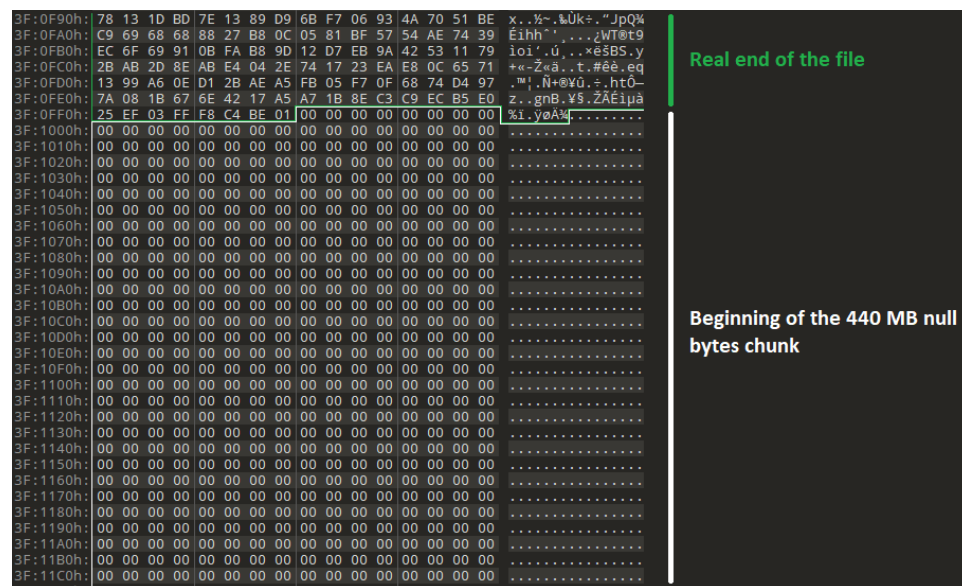 3F:0F90h: 78 13 1D BD 7E 13 89 D9 6B F7 06 93 4A 70 51 BE x..½~.‰Ùk÷.“JpQ¾
3F:0FA0h: C9 69 68 68 88 27 B8 0C 05 81 BF 57 54 AE 74 39 Éihhˆ'¸...¿WT®t9
3F:0FB0h: EC 6F 69 91 0B FA B8 9D 12 D7 EB 9A 42 53 11 79 ìoi‘.ú¸..×ëšBS.y
3F:0FC0h: 2B AB 2D 8E AB E4 04 2E 74 17 23 EA E8 0C 65 71 +«-Ž«ä..t.#êè.eq
3F:0FD0h: 13 99 A6 0E D1 2B AE A5 FB 05 F7 0F 68 74 D4 97 .™¦.Ñ+®¥û.÷.htÔ—
3F:0FE0h: 7A 08 1B 67 6E 42 17 A5 A7 1B 8E C3 C9 EC B5 E0 z..gnB.¥§.ŽÃÉìµà
3F:0FF0h: 25 EF 03 FF F8 C4 BE 01 00 00 00 00 00 00 00 00 %ï.ÿøÄ¾.........
3F:1000h: 00 00 00 00 00 00 00 00 00 00 00 00 00 00 00 00 ................
3F:1010h: 00 00 00 00 00 00 00 00 00 00 00 00 00 00 00 00 ................
3F:1020h: 00 00 00 00 00 00 00 00 00 00 00 00 00 00 00 00 ................
3F:1030h: 00 00 00 00 00 00 00 00 00 00 00 00 00 00 00 00 ................
3F:1040h: 00 00 00 00 00 00 00 00 00 00 00 00 00 00 00 00 ................
3F:1050h: 00 00 00 00 00 00 00 00 00 00 00 00 00 00 00 00 ................
3F:1060h: 00 00 00 00 00 00 00 00 00 00 00 00 00 00 00 00 ................
3F:1070h: 00 00 00 00 00 00 00 00 00 00 00 00 00 00 00 00 ................
3F:1080h: 00 00 00 00 00 00 00 00 00 00 00 00 00 00 00 00 ................
3F:1090h: 00 00 00 00 00 00 00 00 00 00 00 00 00 00 00 00 ................
3F:10A0h: 00 00 00 00 00 00 00 00 00 00 00 00 00 00 00 00 ................
3F:10B0h: 00 00 00 00 00 00 00 00 00 00 00 00 00 00 00 00 ................
3F:10C0h: 00 00 00 00 00 00 00 00 00 00 00 00 00 00 00 00 ................
3F:10D0h: 00 00 00 00 00 00 00 00 00 00 00 00 00 00 00 00 ................
3F:10E0h: 00 00 00 00 00 00 00 00 00 00 00 00 00 00 00 00 ................
3F:10F0h: 00 00 00 00 00 00 00 00 00 00 00 00 00 00 00 00 ................
3F:1100h: 00 00 00 00 00 00 00 00 00 00 00 00 00 00 00 00 ................
3F:1110h: 00 00 00 00 00 00 00 00 00 00 00 00 00 00 00 00 ................
3F:1120h: 00 00 00 00 00 00 00 00 00 00 00 00 00 00 00 00 ................
3F:1130h: 00 00 00 00 00 00 00 00 00 00 00 00 00 00 00 00 ................
3F:1140h: 00 00 00 00 00 00 00 00 00 00 00 00 00 00 00 00 ................
3F:1150h: 00 00 00 00 00 00 00 00 00 00 00 00 00 00 00 00 ................
3F:1160h: 00 00 00 00 00 00 00 00 00 00 00 00 00 00 00 00 ................
3F:1170h: 00 00 00 00 00 00 00 00 00 00 00 00 00 00 00 00 ................
3F:1180h: 00 00 00 00 00 00 00 00 00 00 00 00 00 00 00 00 ................
3F:1190h: 00 00 00 00 00 00 00 00 00 00 00 00 00 00 00 00 ................
3F:11A0h: 00 00 00 00 00 00 00 00 00 00 00 00 00 00 00 00 ................
3F:11B0h: 00 00 00 00 00 00 00 00 00 00 00 00 00 00 00 00 ................
3F:11C0h: 00 00 00 00 00 00 00 00 00 00 00 00 00 00 00 00 ................
Real end of the file
Beginning of the 440 MB null
bytes chunk